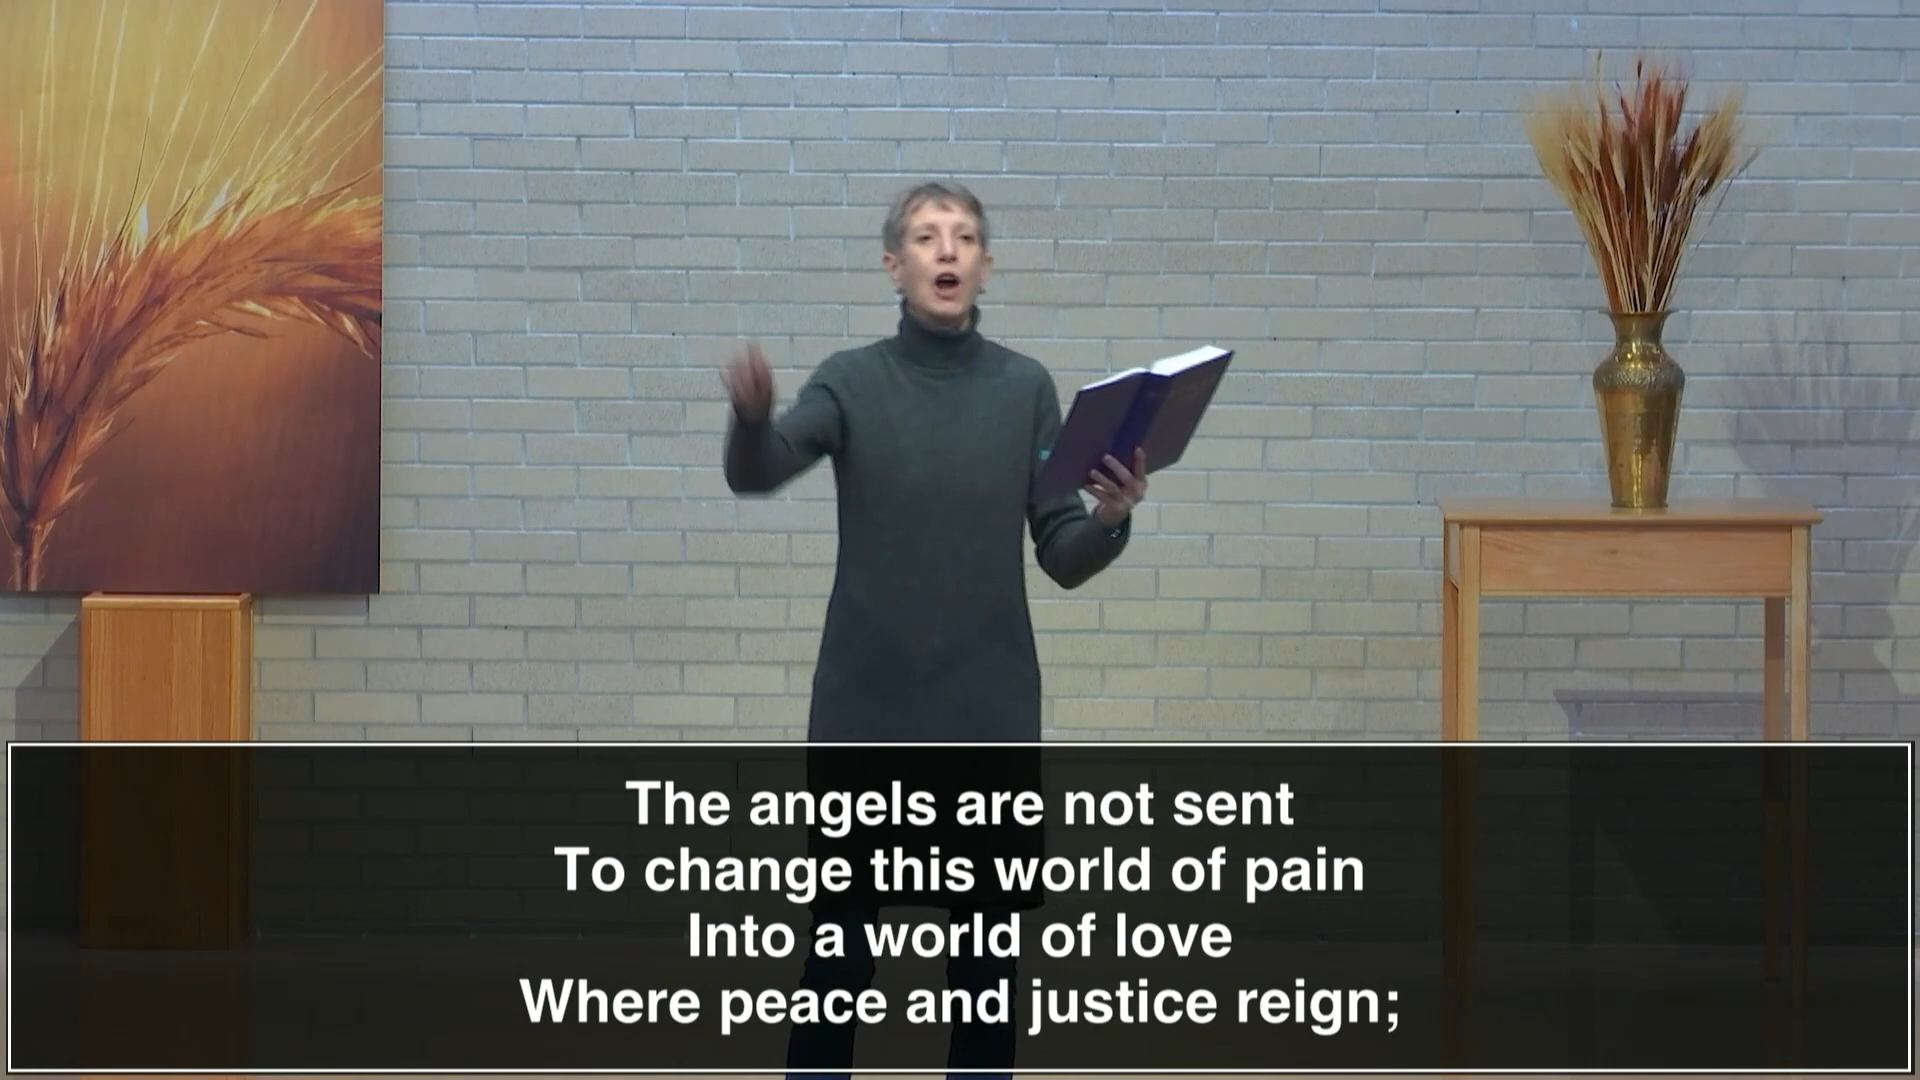 The angels are not sent
To change this world of pain
Into a world of love
Where peace and justice reign;